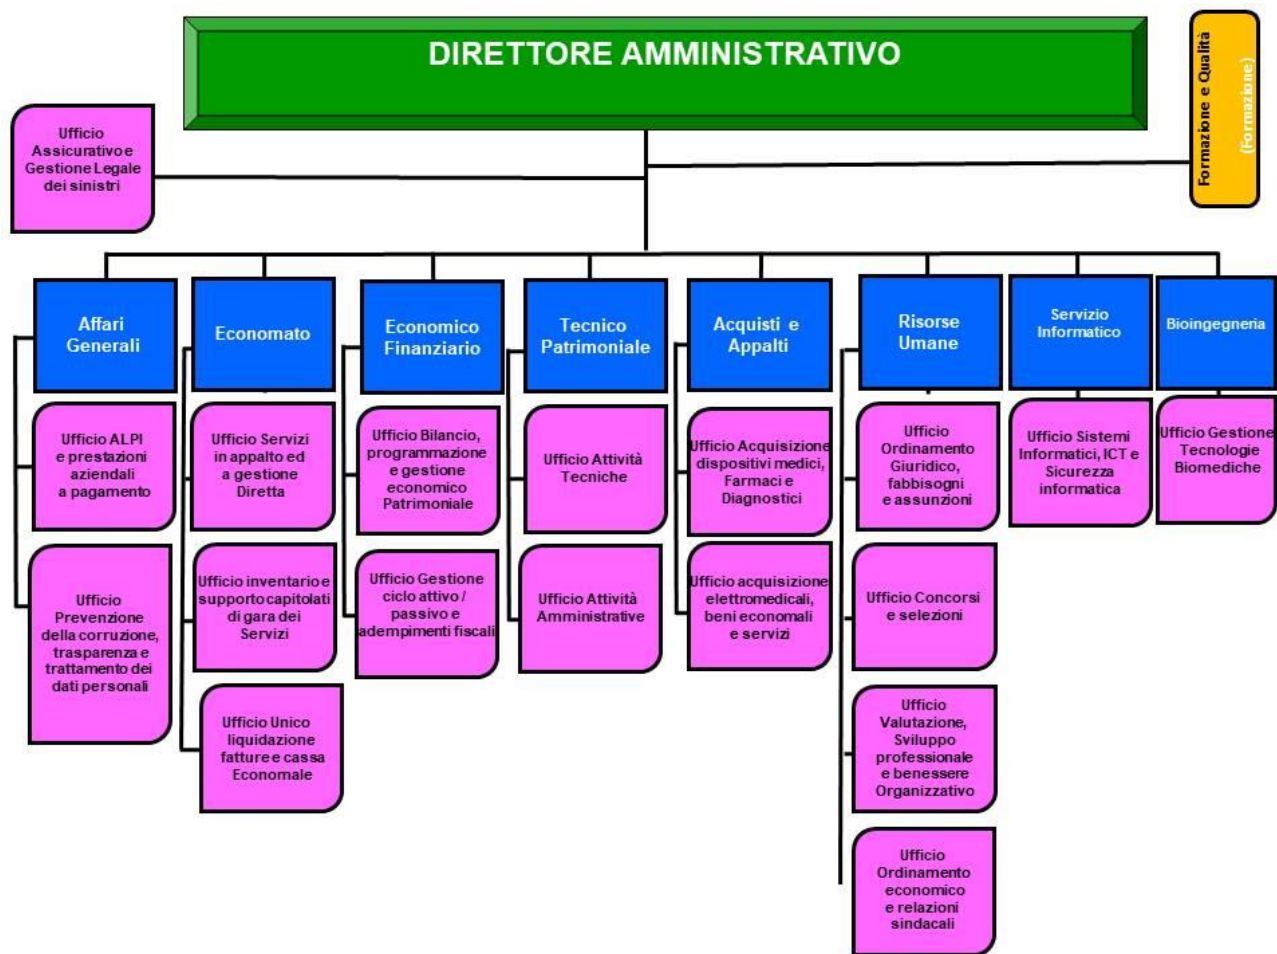 DIRETTORE AMMINISTRATIVO
Formazione e Qualità
(Formazione)
Ufficio
Assicurativo e
Gestione Legale
dei sinistri
Affari
Generali
Economato
Economico
Finanziario
Tecnico
Patrimoniale
Acquisti e
Appalti
Risorse
Umane
Servizio
Informatico
Bioingegneria
Ufficio ALPI
e prestazioni
aziendali
a pagamento
Ufficio Servizi
in appalto ed
a gestione
Diretta
Ufficio Bilancio,
programmazione
e gestione
economico
Patrimoniale
Ufficio Attività
Tecniche
Ufficio Acquisizione
dispositivi medici,
Farmaci e
Diagnostici
Ufficio
Ordinamento
Giuridico,
fabbisogni
e assunzioni
Ufficio Sistemi
Informatici, ICT e
Sicurezza
informatica
Ufficio Gestione
Tecnologie
Biomediche
Ufficio
Prevenzione
della corruzione,
trasparenza e
trattamento dei
dati personali
Ufficio inventario e
supporto capitolati
di gara dei
Servizi
Ufficio Gestione
ciclo attivo /
passivo e
adempimenti fiscali
Ufficio Attività
Amministrative
Ufficio acquisizione
elettromedicali,
beni economali
e servizi
Ufficio Concorsi
e selezioni
Ufficio Unico
liquidazione
fatture e cassa
Economale
Ufficio
Valutazione,
Sviluppo
professionale
e benessere
Organizzativo
Ufficio
Ordinamento
economico
e relazioni
sindacali